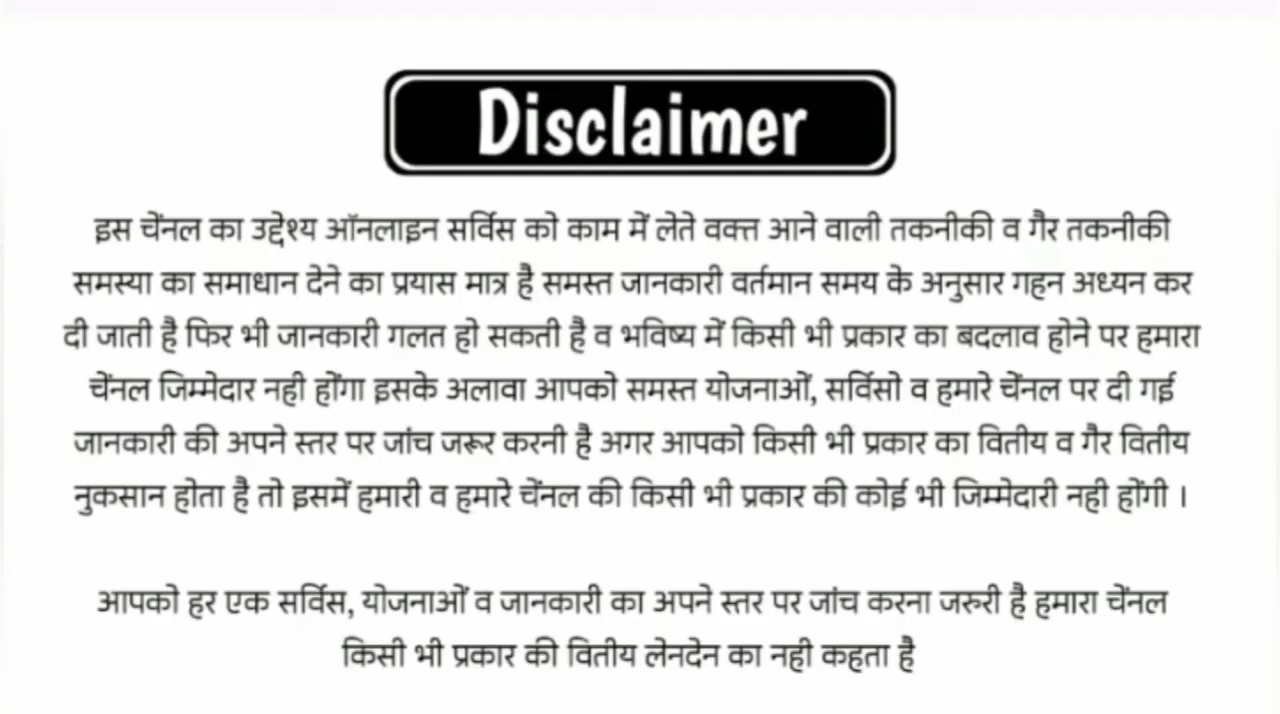 Disclaimer
इस चेंनल का उद्देश्य ऑनलाइन सर्विस को काम में लेते वक्त आने वाली तकनीकी व गैर तकनीकी
समस्या का समाधान देने का प्रयास मात्र है समस्त जानकारी वर्तमान समय के अनुसार गहन अध्यन कर
दी जाती है फिर भी जानकारी गलत हो सकती है व भविष्य में किसी भी प्रकार का बदलाव होने पर हमारा
चेंनल जिम्मेदार नही होंगा इसके अलावा आपको समस्त योजनाओं, सर्विसो व हमारे चेंनल पर दी गई
जानकारी की अपने स्तर पर जांच जरूर करनी है अगर आपको किसी भी प्रकार का वितीय व गैर वितीय
नुकसान होता है तो इसमें हमारी व हमारे चेंनल की किसी भी प्रकार की कोई भी जिम्मेदारी नही होंगी ।
आपको हर एक सर्विस, योजनाओं व जानकारी का अपने स्तर पर जांच करना जरुरी है हमारा चेंनल
किसी भी प्रकार की वितीय लेनदेन का नही कहता है